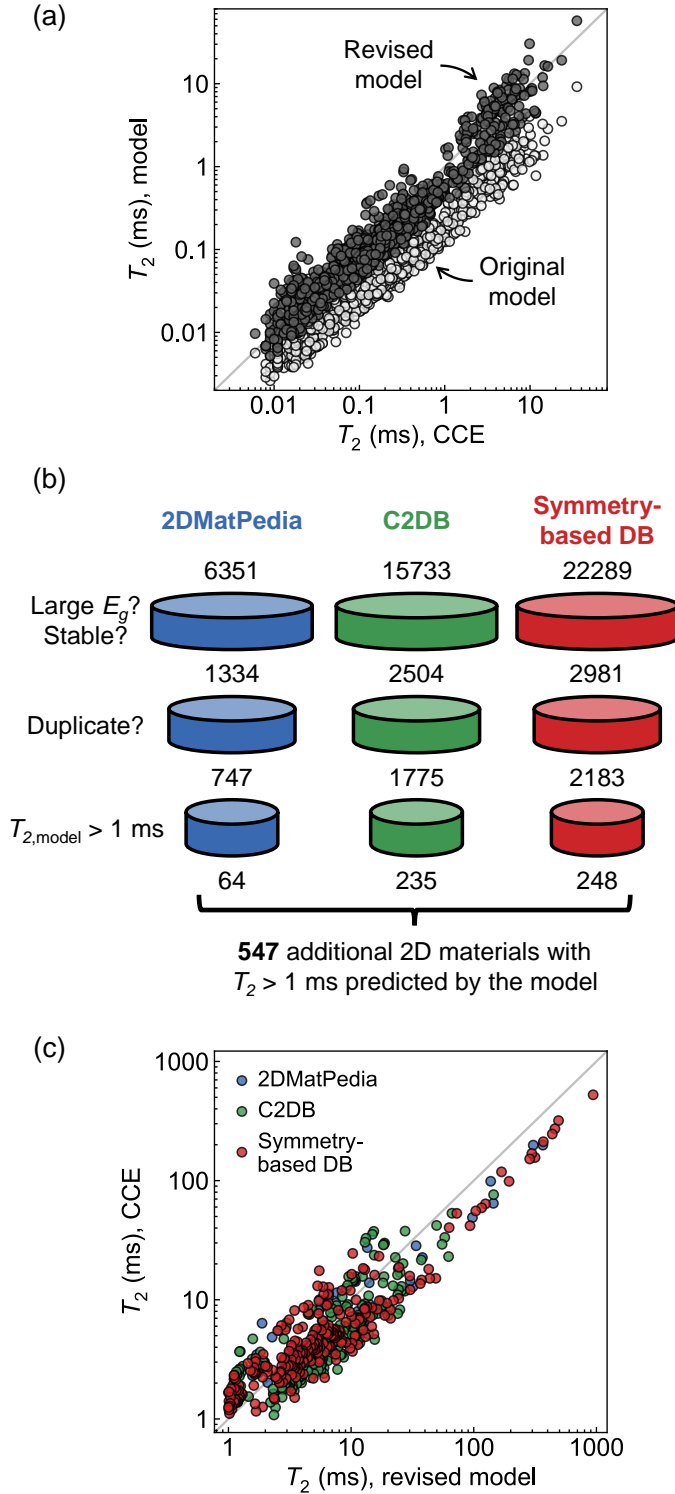 (a)
T2 (ms), model
10
1
0.1
0.01
Revised
model
Original
model
0.01
0.1
1
10
T2 (ms), CCE
(b)
2DMatPedia
C2DB
Symmetry-
based DB
6351
15733
22289
Large Eg?
Stable?
1334
2504
2981
Duplicate?
747
1775
2183
T2,model > 1 ms
64
235
248
547 additional 2D materials with
T2 > 1 ms predicted by the model
(c)
T2 (ms), CCE
1000
100
10
1
2DMatPedia
C2DB
Symmetry-
based DB
1
10
100
1000
T2 (ms), revised model